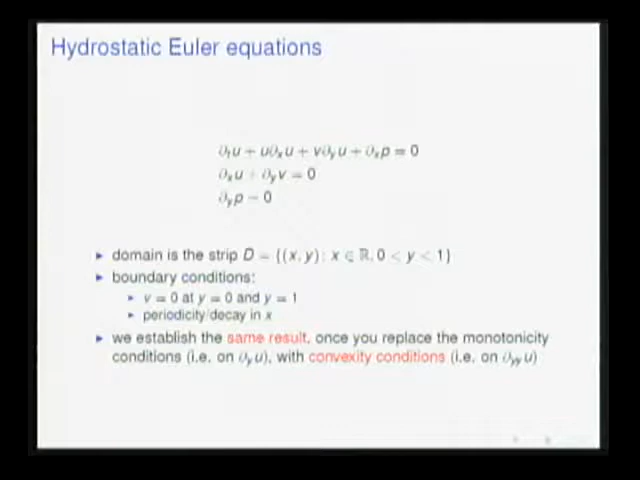 Hydrostatic Euler equations
∂ₜu + u∂ₓu + v∂ᵧu + ∂ₓp = 0
∂ₓu + ∂ᵧv = 0
∂ᵧp = 0
► domain is the strip D = {(x, y) : x ∈ ℝ, 0 < y < 1}
► boundary conditions:
► v = 0 at y = 0 and y = 1
► periodicity/decay in x
► we establish the same result, once you replace the monotonicity
conditions (i.e. on ∂ᵧu), with convexity conditions (i.e. on ∂ᵧᵧu)